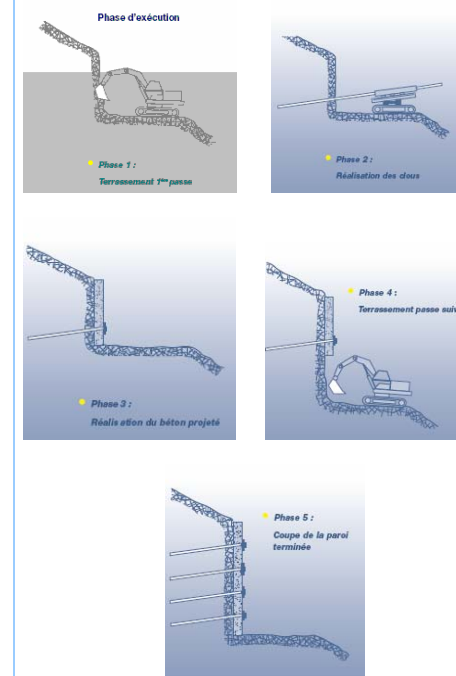 Phase d'exécution
Phase 1 :
Terrassement 1ère passe
Phase 2 :
Réalisation des clous
Phase 3 :
Réalisation du béton projeté
Phase 4 :
Terrassement passe suiv
Phase 5 :
Coupe de la paroi
terminée